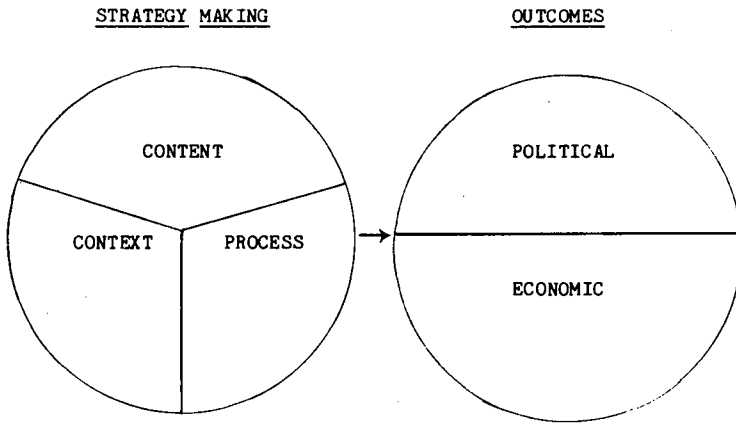 STRATEGY MAKING
OUTCOMES
CONTENT
POLITICAL
CONTEXT
PROCESS
ECONOMIC